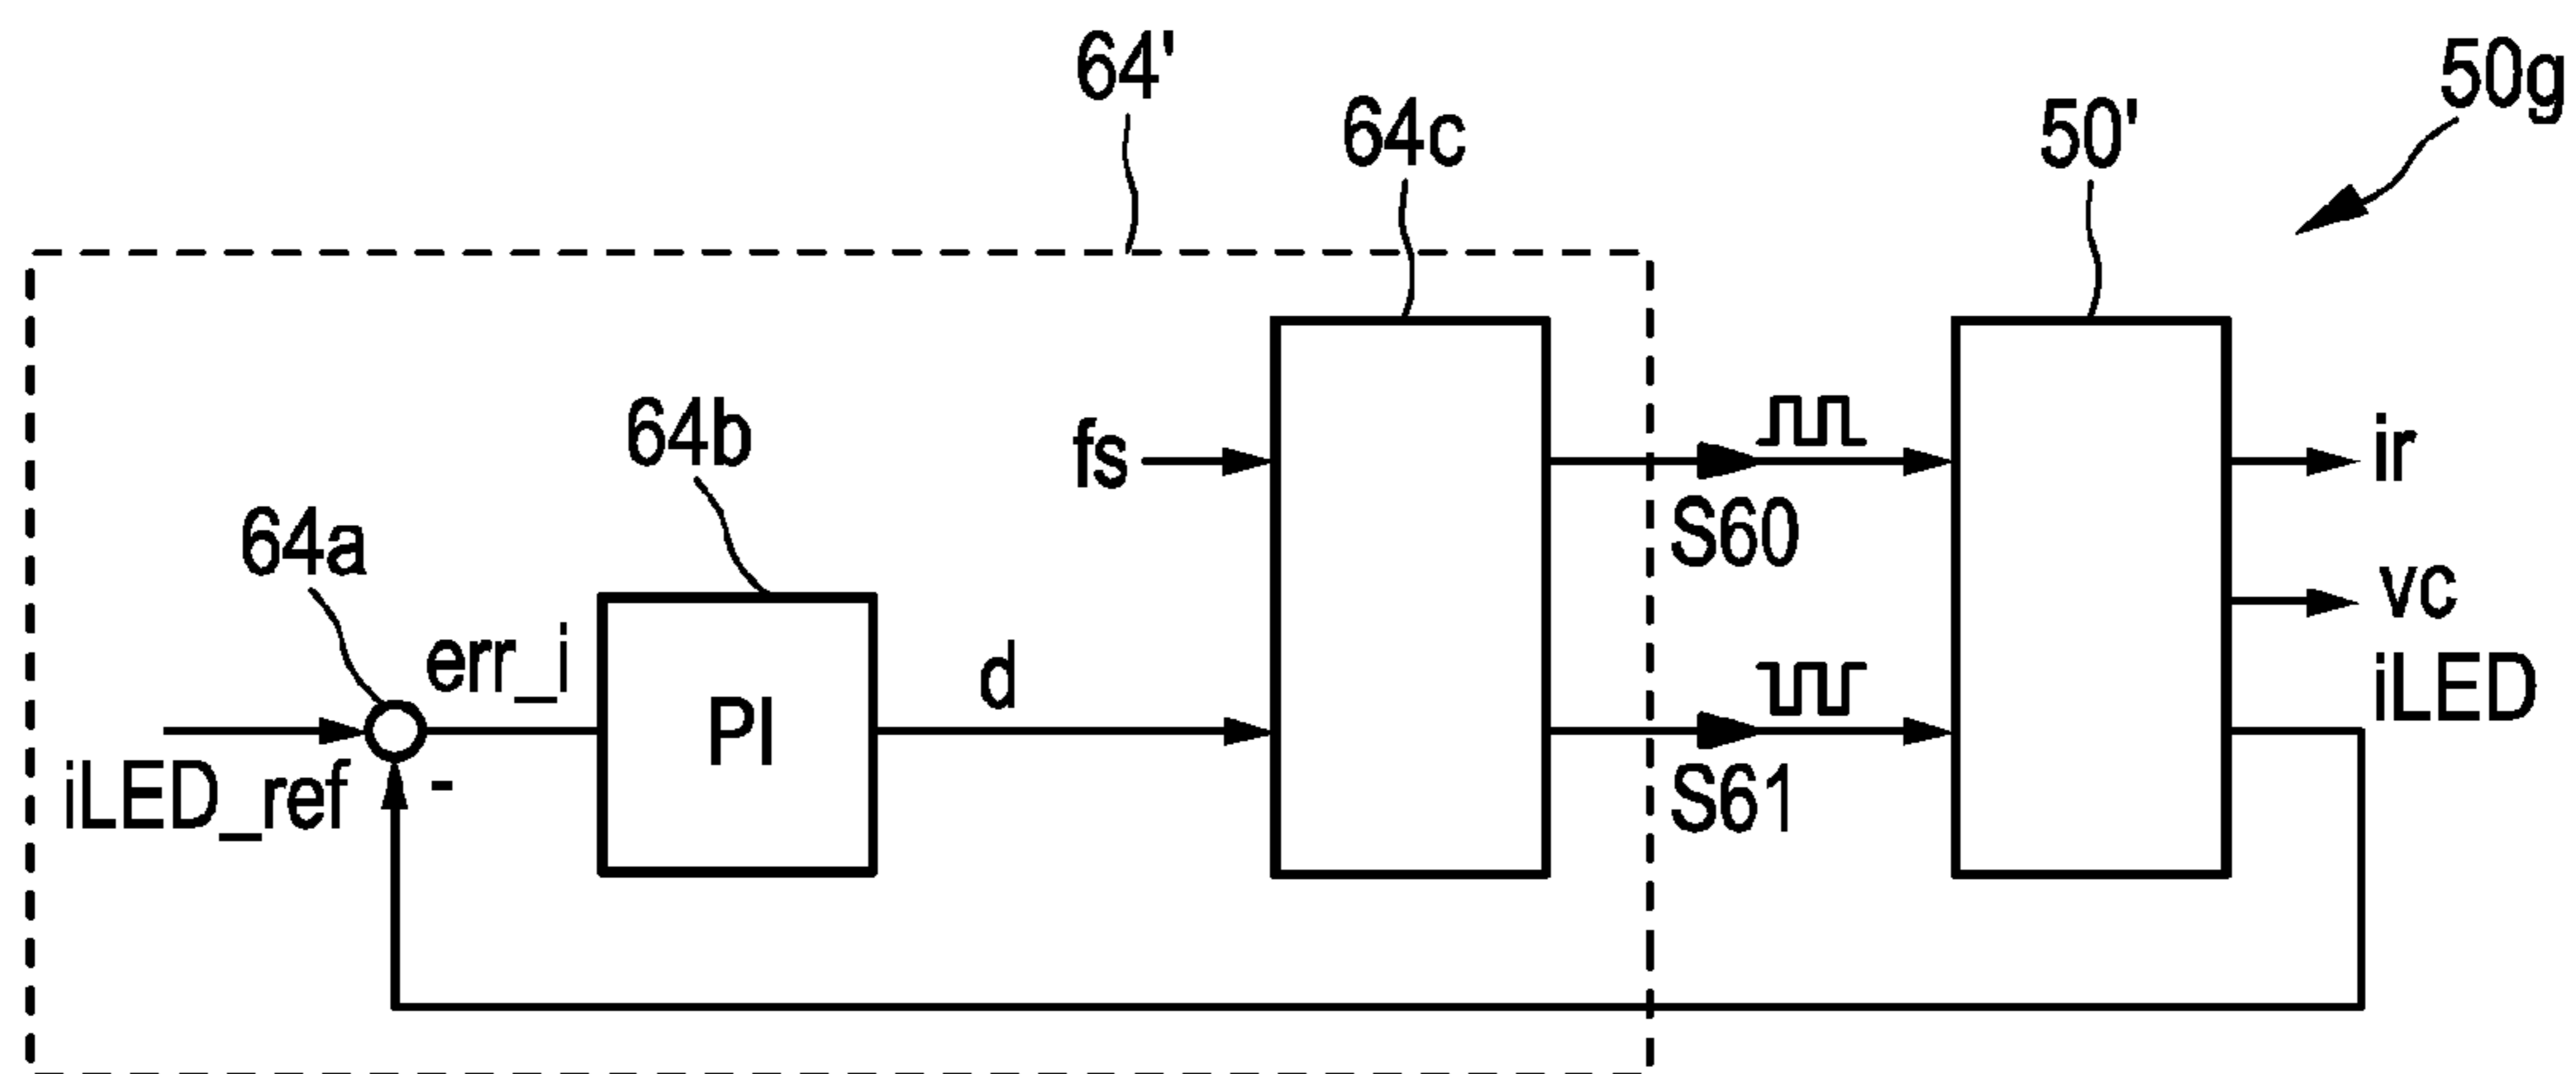 64'
50g
64c
50'
64b
fs
ir
64a
S60
vc
err_i
d
iLED
PI
iLED_ref
-
S61